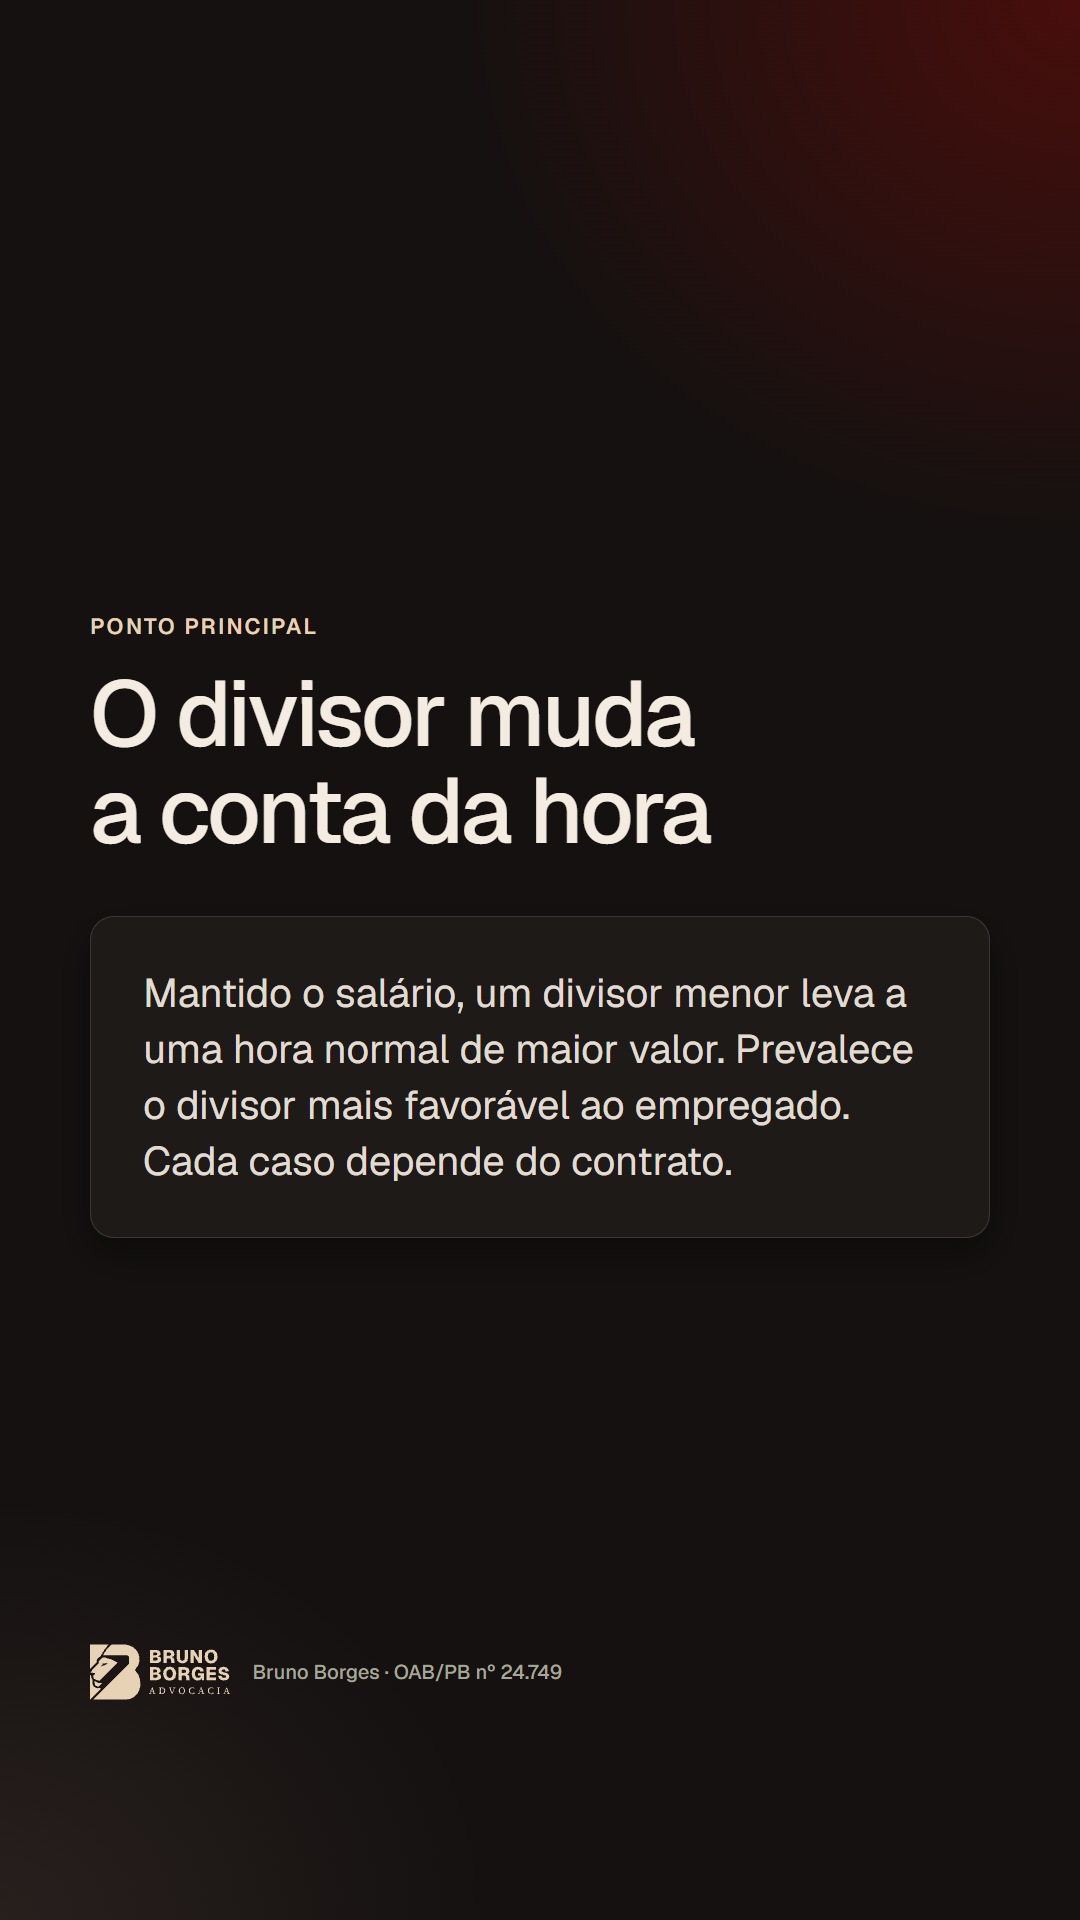 PONTO PRINCIPAL
O divisor muda
a conta da hora
Mantido o salário, um divisor menor leva a
uma hora normal de maior valor. Prevalece
o divisor mais favorável ao empregado.
Cada caso depende do contrato.
BRUNO
BORGES
ADVOCACIA
Bruno Borges · OAB/PB nº 24.749